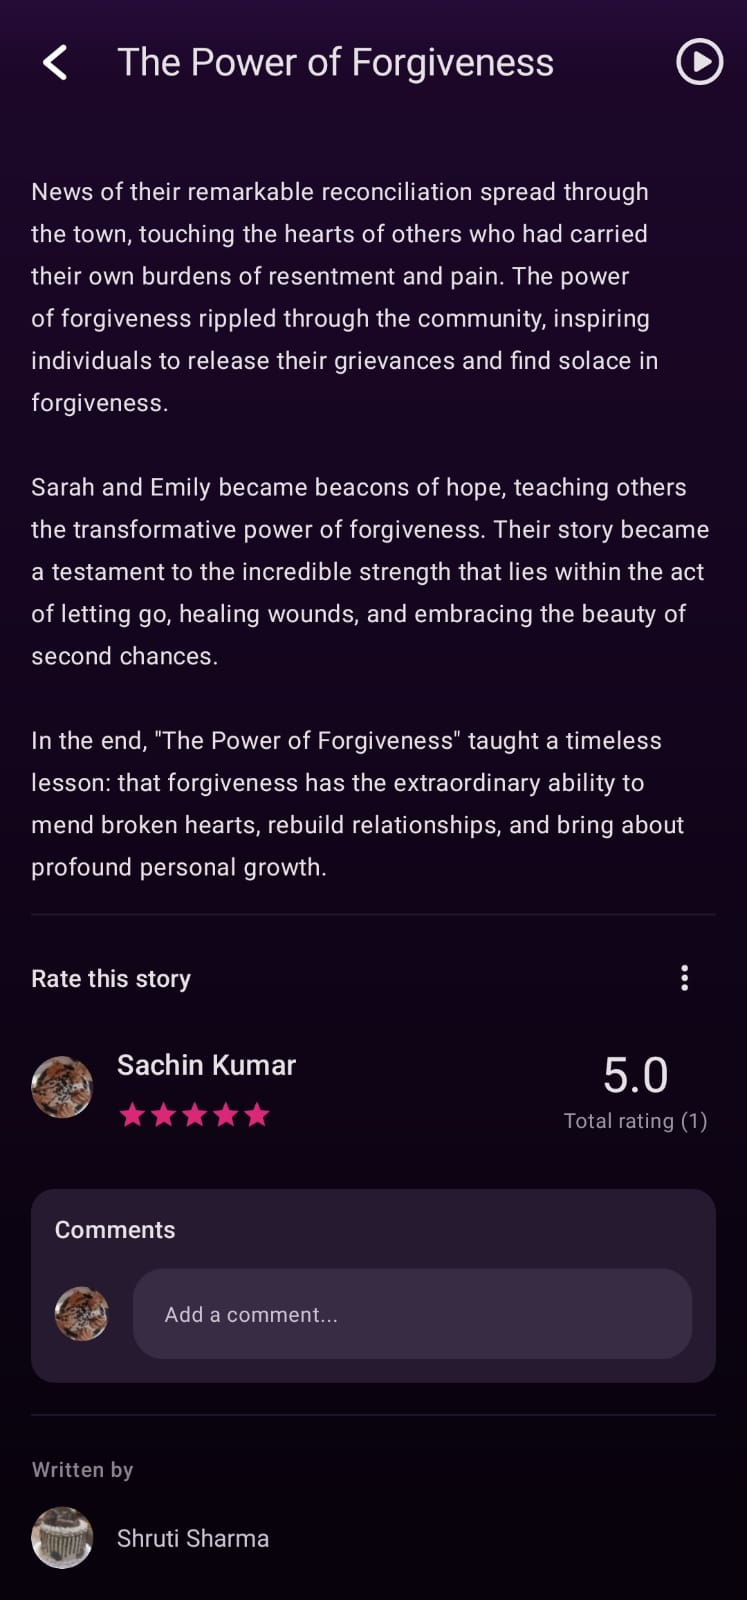 The Power of Forgiveness
News of their remarkable reconciliation spread through
the town, touching the hearts of others who had carried
their own burdens of resentment and pain. The power
of forgiveness rippled through the community, inspiring
individuals to release their grievances and find solace in
forgiveness.
Sarah and Emily became beacons of hope, teaching others
the transformative power of forgiveness. Their story became
a testament to the incredible strength that lies within the act
of letting go, healing wounds, and embracing the beauty of
second chances.
In the end, "The Power of Forgiveness" taught a timeless
lesson: that forgiveness has the extraordinary ability to
mend broken hearts, rebuild relationships, and bring about
profound personal growth.
Rate this story
Sachin Kumar
5.0
Total rating (1)
Comments
Add a comment...
Written by
Shruti Sharma